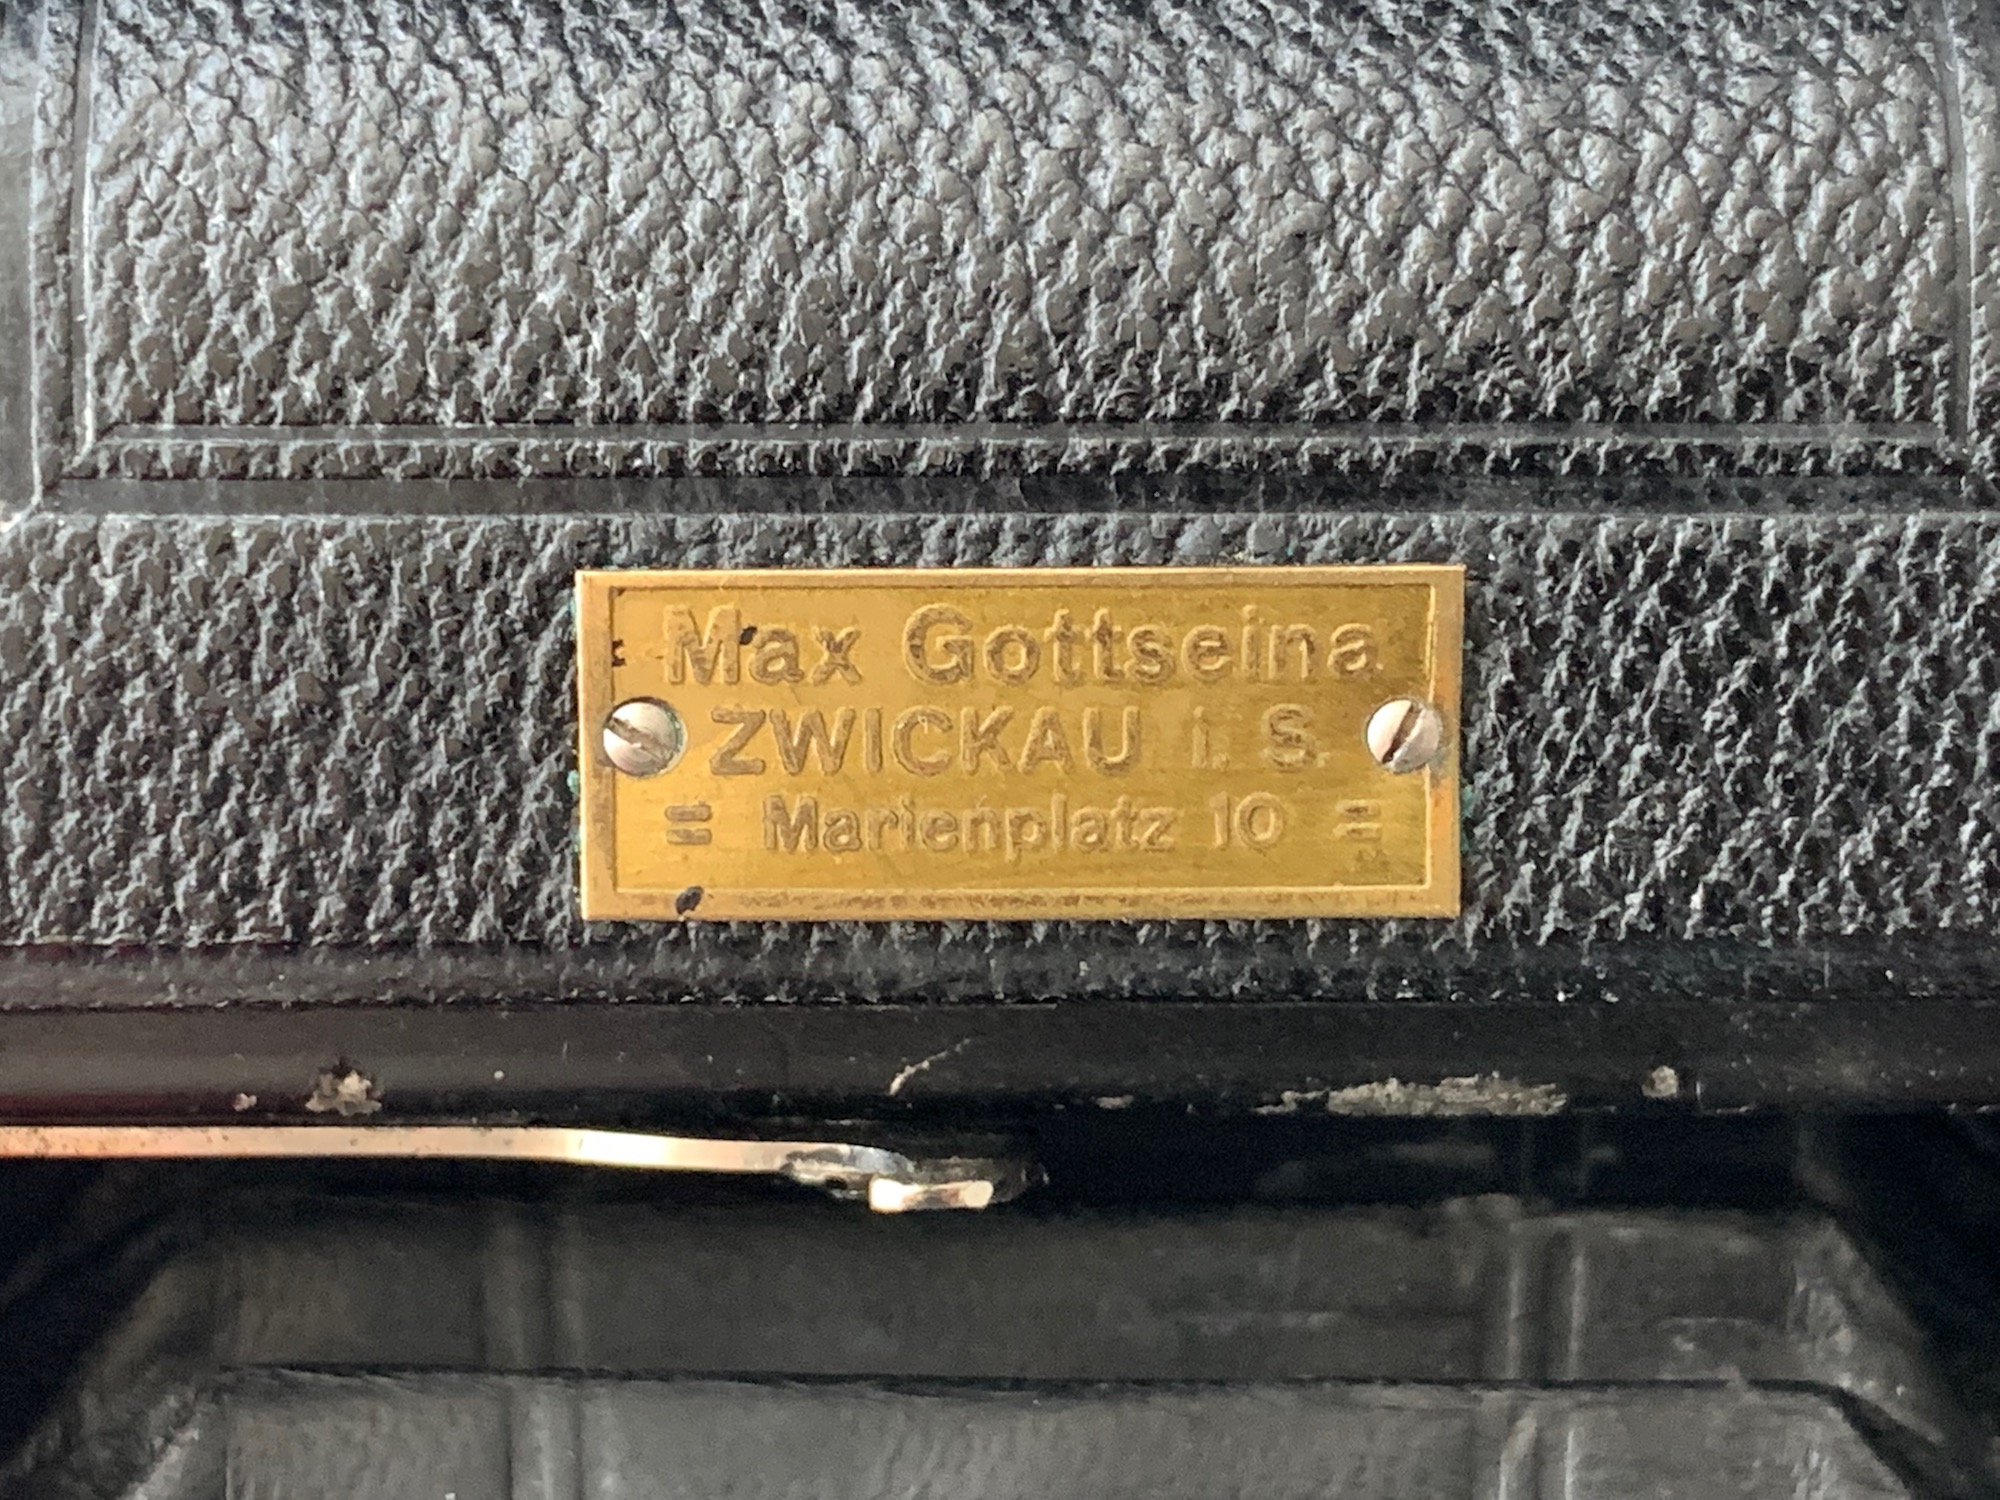 Max Gottseina
ZWICKAU i. S.
= Marienplatz 10 =